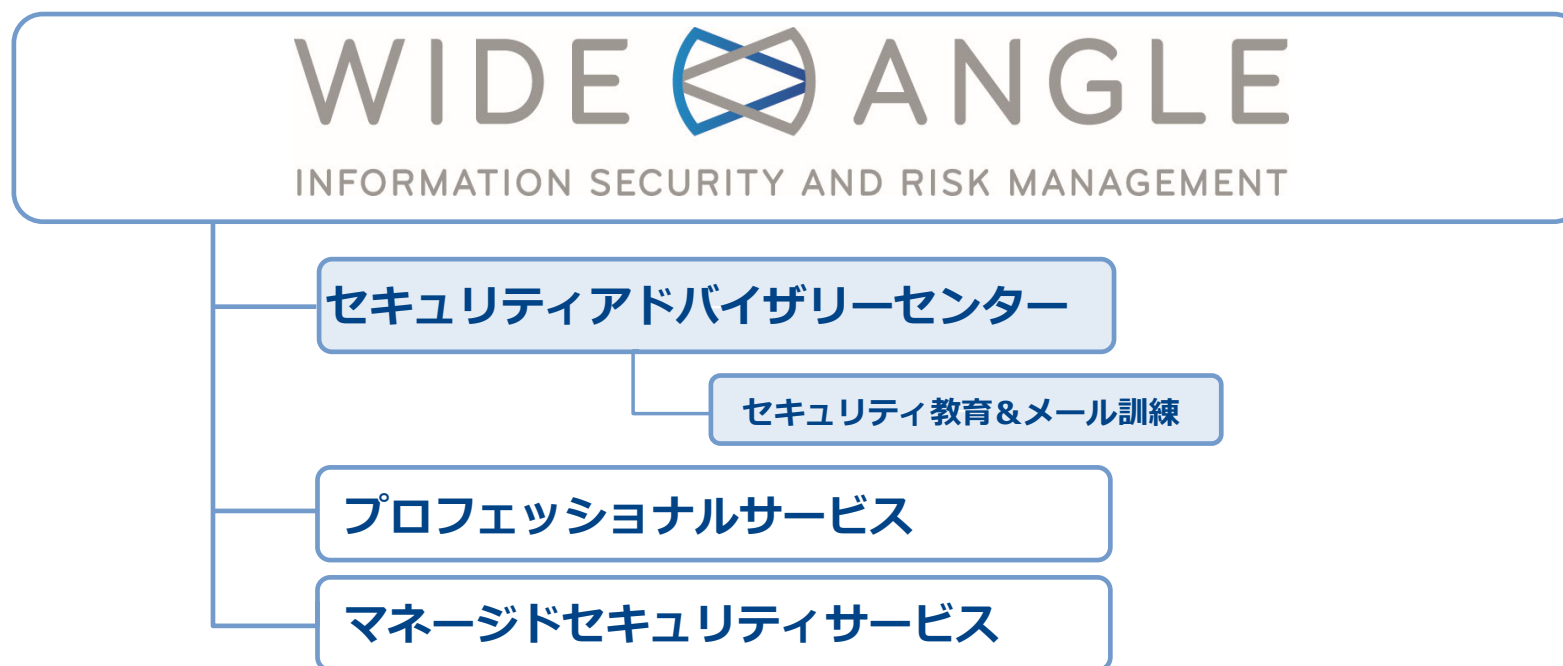 WIDE ANGLE
INFORMATION SECURITY AND RISK MANAGEMENT
セキュリティアドバイザリーセンター
セキュリティ教育&メール訓練
プロフェッショナルサービス
マネージドセキュリティサービス